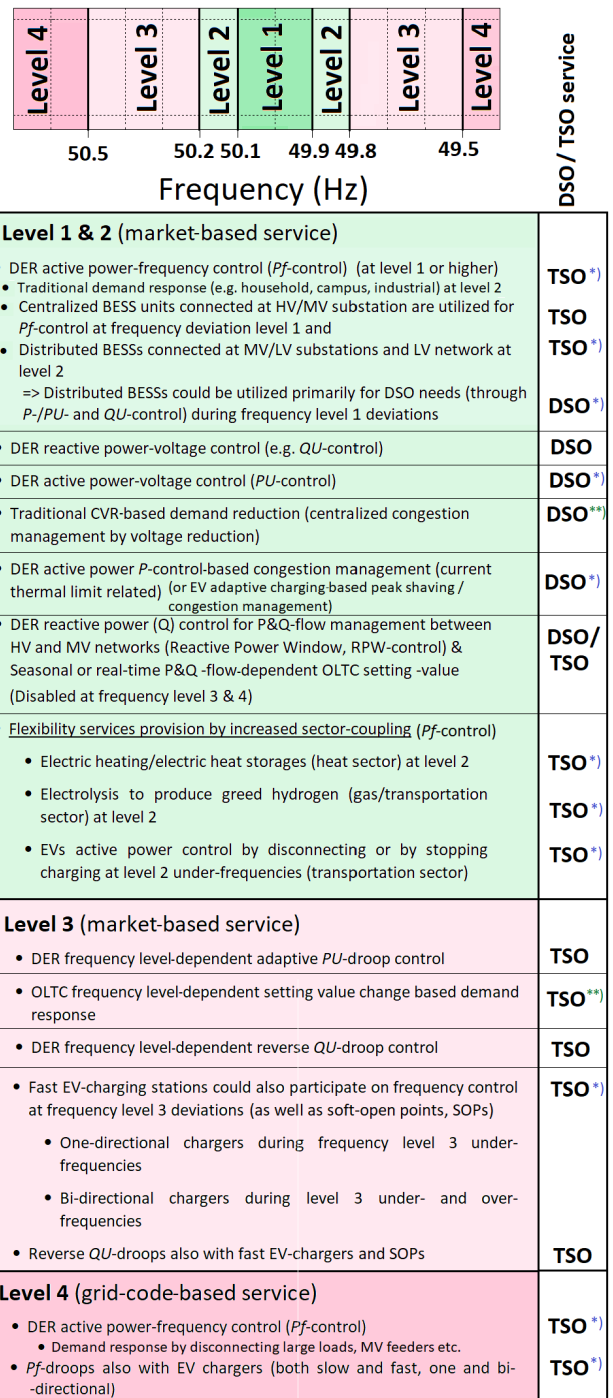 Level 4
Level 3
Level 2
Level 1
Level 2
Level 3
Level 4
DSO/ TSO service
50.5
50.2 50.1
49.9 49.8
49.5
Frequency (Hz)
Level 1 & 2 (market-based service)
DER active power-frequency control (Pf-control) (at level 1 or higher)
TSO*)
• Traditional demand response (e.g. household, campus, industrial) at level 2
• Centralized BESS units connected at HV/MV substation are utilized for
TSO
Pf-control at frequency deviation level 1 and
• Distributed BESSs connected at MV/LV substations and LV network at
TSO*)
level 2
=> Distributed BESSs could be utilized primarily for DSO needs (through
DSO*)
P-/PU- and QU-control) during frequency level 1 deviations
• DER reactive power-voltage control (e.g. QU-control)
DSO
• DER active power-voltage control (PU-control)
DSO*)
• Traditional CVR-based demand reduction (centralized congestion
DSO**)
management by voltage reduction)
• DER active power P-control-based congestion management (current
DSO*)
thermal limit related) (or EV adaptive charging-based peak shaving /
congestion management)
• DER reactive power (Q) control for P&Q-flow management between
DSO/
HV and MV networks (Reactive Power Window, RPW-control) &
TSO
Seasonal or real-time P&Q -flow-dependent OLTC setting -value
(Disabled at frequency level 3 & 4)
Flexibility services provision by increased sector-coupling (Pf-control)
• Electric heating/electric heat storages (heat sector) at level 2
TSO*)
• Electrolysis to produce greed hydrogen (gas/transportation
TSO*)
sector) at level 2
• EVs active power control by disconnecting or by stopping
TSO*)
charging at level 2 under-frequencies (transportation sector)
Level 3 (market-based service)
• DER frequency level-dependent adaptive PU-droop control
TSO
• OLTC frequency level-dependent setting value change based demand
TSO**)
response
• DER frequency level-dependent reverse QU-droop control
TSO
• Fast EV-charging stations could also participate on frequency control
TSO*)
at frequency level 3 deviations (as well as soft-open points, SOPs)
• One-directional chargers during frequency level 3 under-
frequencies
• Bi-directional chargers during level 3 under- and over-
frequencies
• Reverse QU-droops also with fast EV-chargers and SOPs
TSO
Level 4 (grid-code-based service)
• DER active power-frequency control (Pf-control)
TSO*)
• Demand response by disconnecting large loads, MV feeders etc.
• Pf-droops also with EV chargers (both slow and fast, one and bi-
TSO*)
-directional)